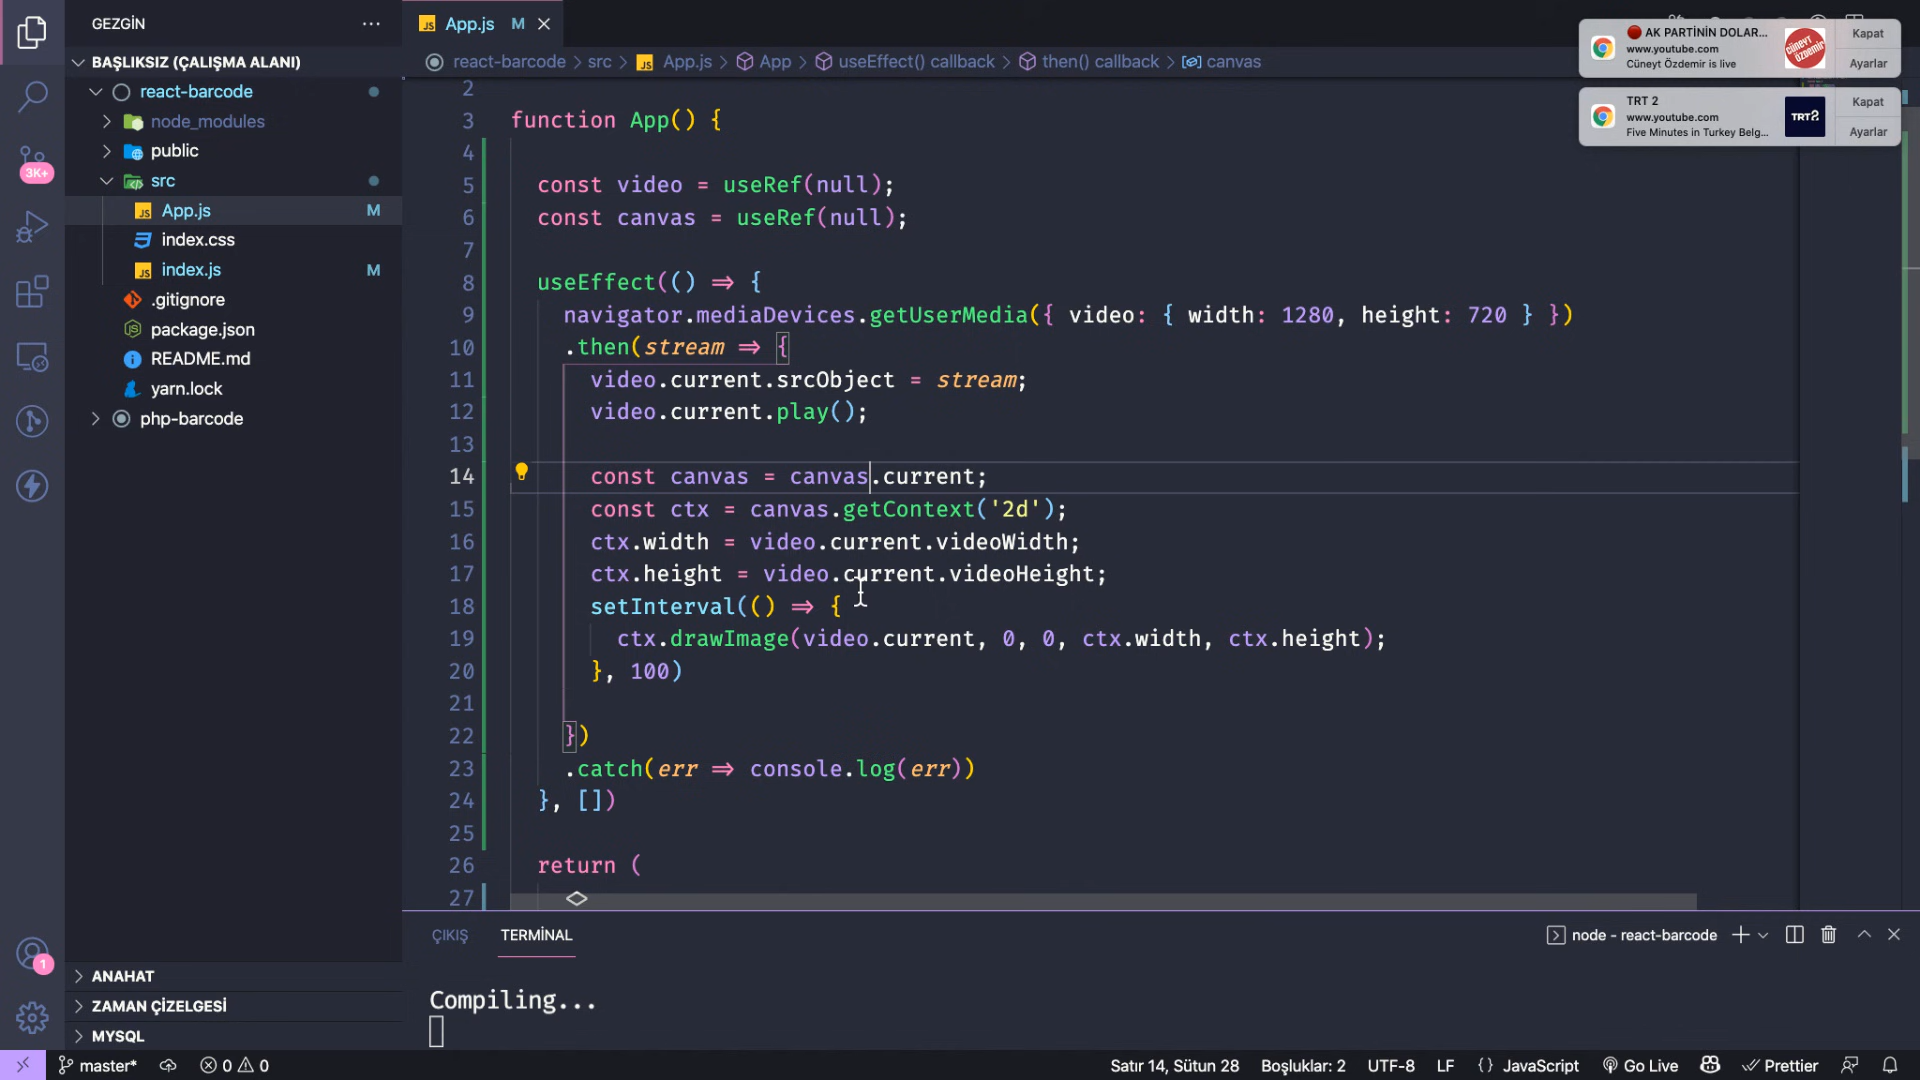 GEZGİN
···
App.js M
BAŞLIKSIZ (ÇALIŞMA ALANI)
react-barcode
node_modules
public
src
App.js M
index.css
index.js M
.gitignore
package.json
README.md
yarn.lock
php-barcode
3K+
1
ANAHAT
ZAMAN ÇİZELGESİ
MYSQL
react-barcode > src > JS App.js > App > useEffect() callback > then() callback > canvas
2
3 function App() {
4
5 const video = useRef(null);
6 const canvas = useRef(null);
7
8 useEffect(() => {
9 navigator.mediaDevices.getUserMedia({ video: { width: 1280, height: 720 } })
10 .then(stream => {
11 video.current.srcObject = stream;
12 video.current.play();
13
14 const canvas = canvas.current;
15 const ctx = canvas.getContext('2d');
16 ctx.width = video.current.videoWidth;
17 ctx.height = video.current.videoHeight;
18 setInterval(() => {
19 ctx.drawImage(video.current, 0, 0, ctx.width, ctx.height);
20 }, 100)
21
22 })
23 .catch(err => console.log(err))
24 }, [])
25
26 return (
27 <>
AK PARTİNİN DOLAR...
www.youtube.com
Cüneyt Özdemir is live
cüneyt özdemir
Kapat
Ayarlar
TRT 2
www.youtube.com
Five Minutes in Turkey Belg...
TRT2
Kapat
Ayarlar
ÇIKIŞ TERMİNAL
node - react-barcode
Compiling...
master* 0 0
Satır 14, Sütun 28 Boşluklar: 2 UTF-8 LF {} JavaScript Go Live Prettier